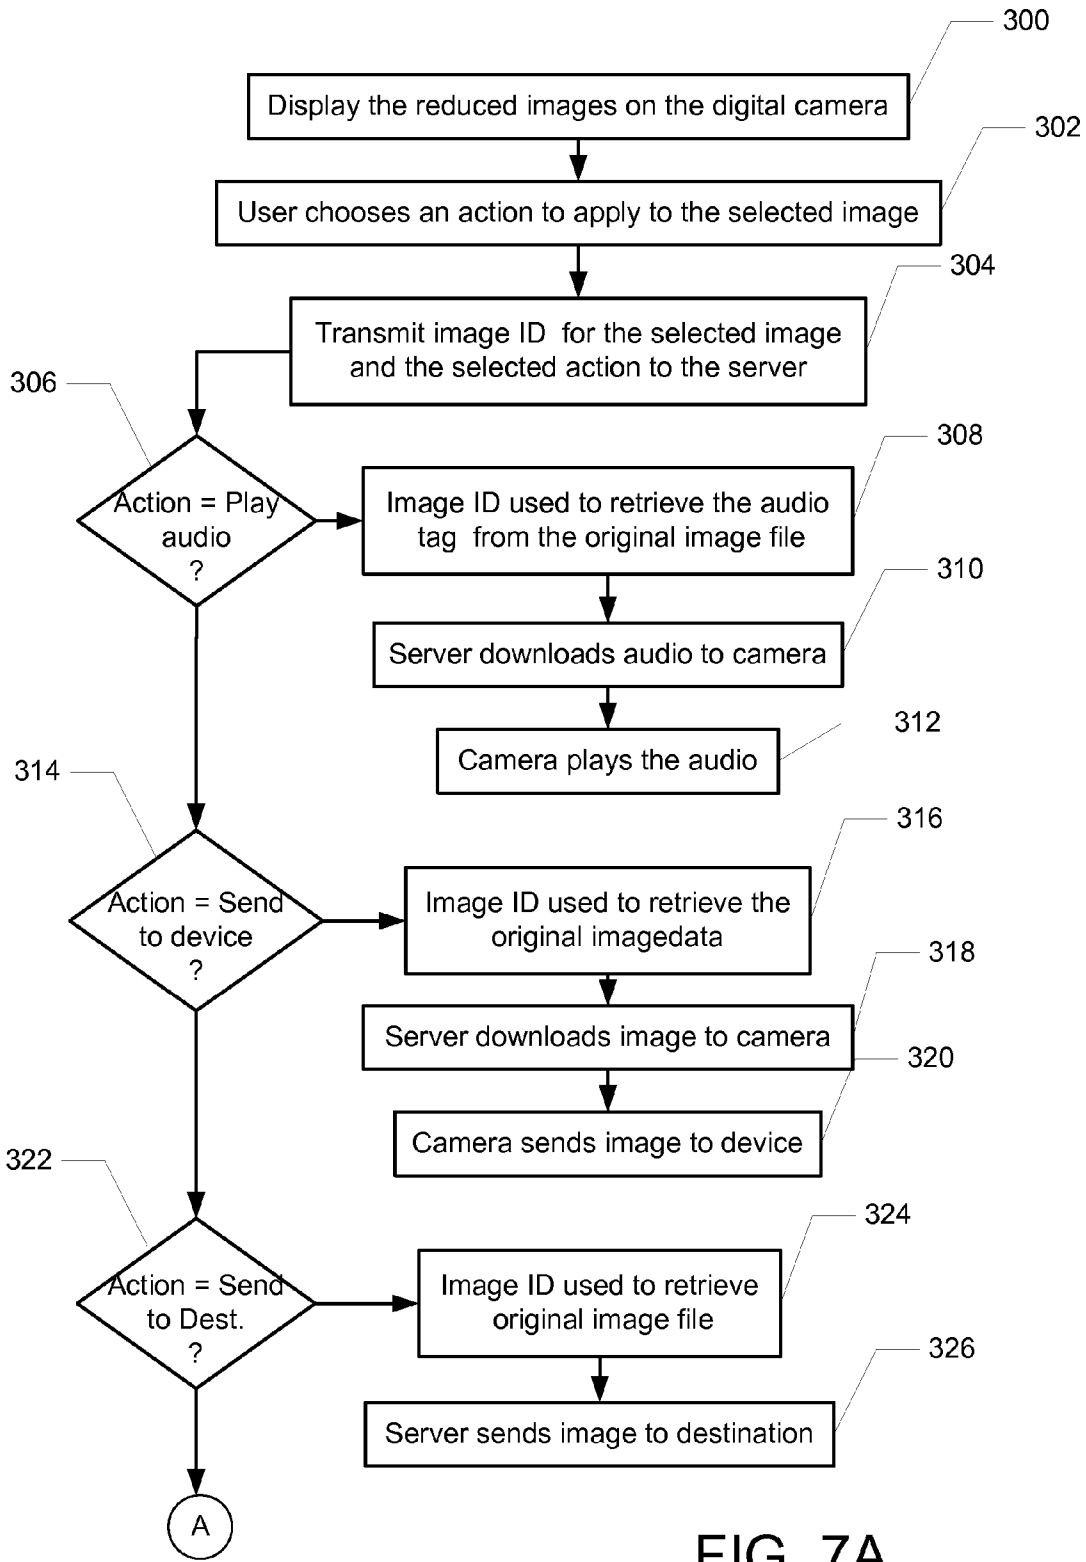 300
Display the reduced images on the digital camera
302
User chooses an action to apply to the selected image
304
Transmit image ID for the selected image
and the selected action to the server
306
Action = Play
audio
?
308
Image ID used to retrieve the audio
tag from the original image file
310
Server downloads audio to camera
312
Camera plays the audio
314
Action = Send
to device
?
316
Image ID used to retrieve the
original imagedata
318
Server downloads image to camera
320
Camera sends image to device
322
Action = Send
to Dest.
?
324
Image ID used to retrieve
original image file
326
Server sends image to destination
A
FIG. 7A